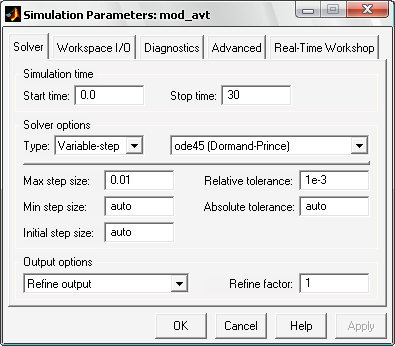 Simulation Parameters: mod_avt
Solver Workspace I/O Diagnostics Advanced Real-Time Workshop
Simulation time
Start time: 0.0 Stop time: 30
Solver options
Type: Variable-step ode45 (Dormand-Prince)
Max step size: 0.01 Relative tolerance: 1e-3
Min step size: auto Absolute tolerance: auto
Initial step size: auto
Output options
Refine output Refine factor: 1
OK Cancel Help Apply